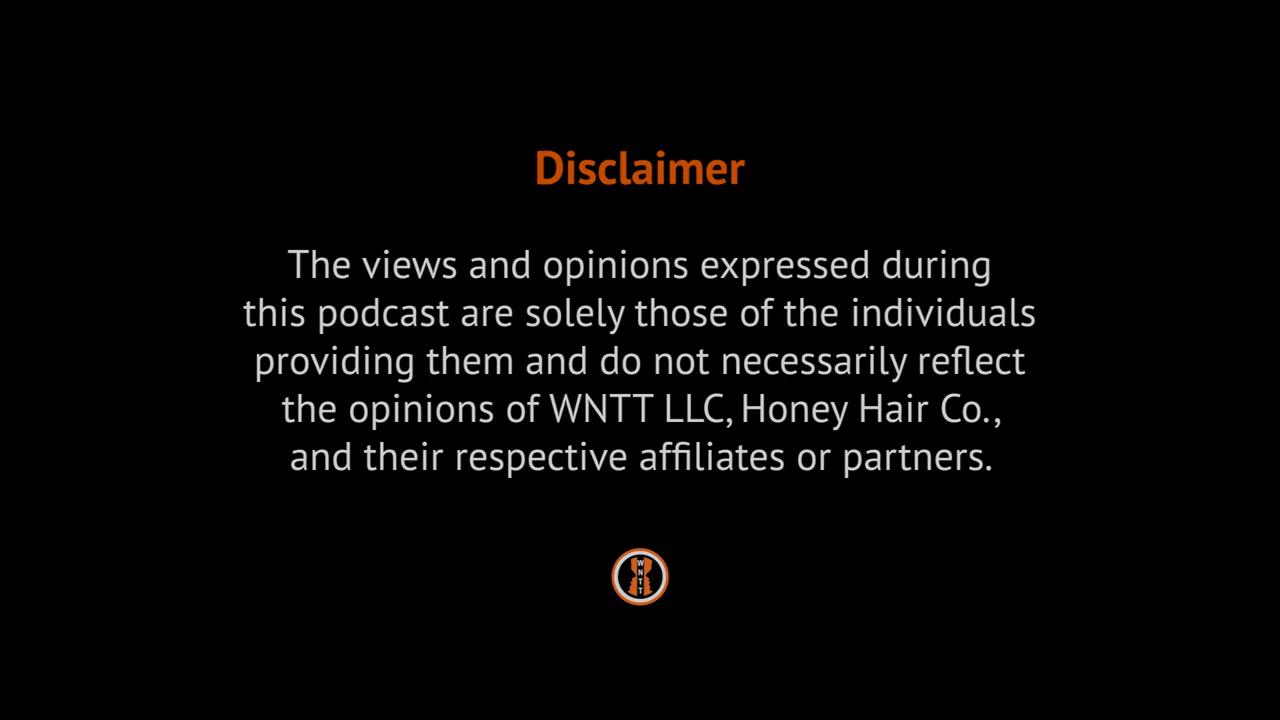 Disclaimer
The views and opinions expressed during
this podcast are solely those of the individuals
providing them and do not necessarily reflect
the opinions of WNTT LLC, Honey Hair Co.,
and their respective affiliates or partners.
WNTT